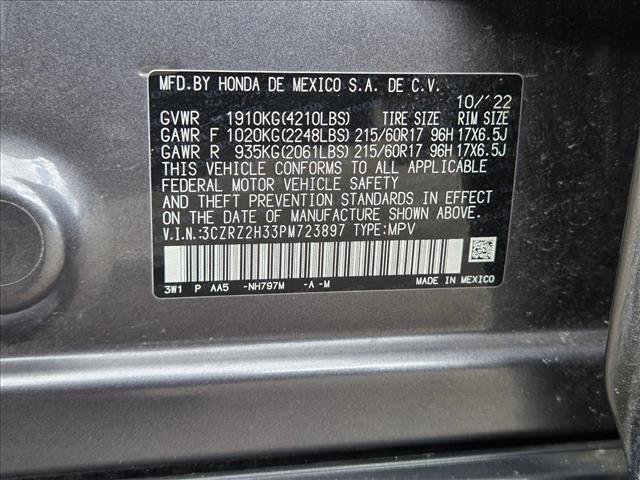 MFD. BY HONDA DE MEXICO S.A. DE C.V.
10/'22
GVWR 1910KG(4210LBS) TIRE SIZE RIM SIZE
GAWR F 1020KG(2248LBS) 215/60R17 96H 17X6.5J
GAWR R 935KG(2061LBS) 215/60R17 96H 17X6.5J
THIS VEHICLE CONFORMS TO ALL APPLICABLE
FEDERAL MOTOR VEHICLE SAFETY
AND THEFT PREVENTION STANDARDS IN EFFECT
ON THE DATE OF MANUFACTURE SHOWN ABOVE.
V.I.N.:3CZRZ2H33PM723897 TYPE:MPV
3W1 P AA5 -NH797M -A -M MADE IN MEXICO